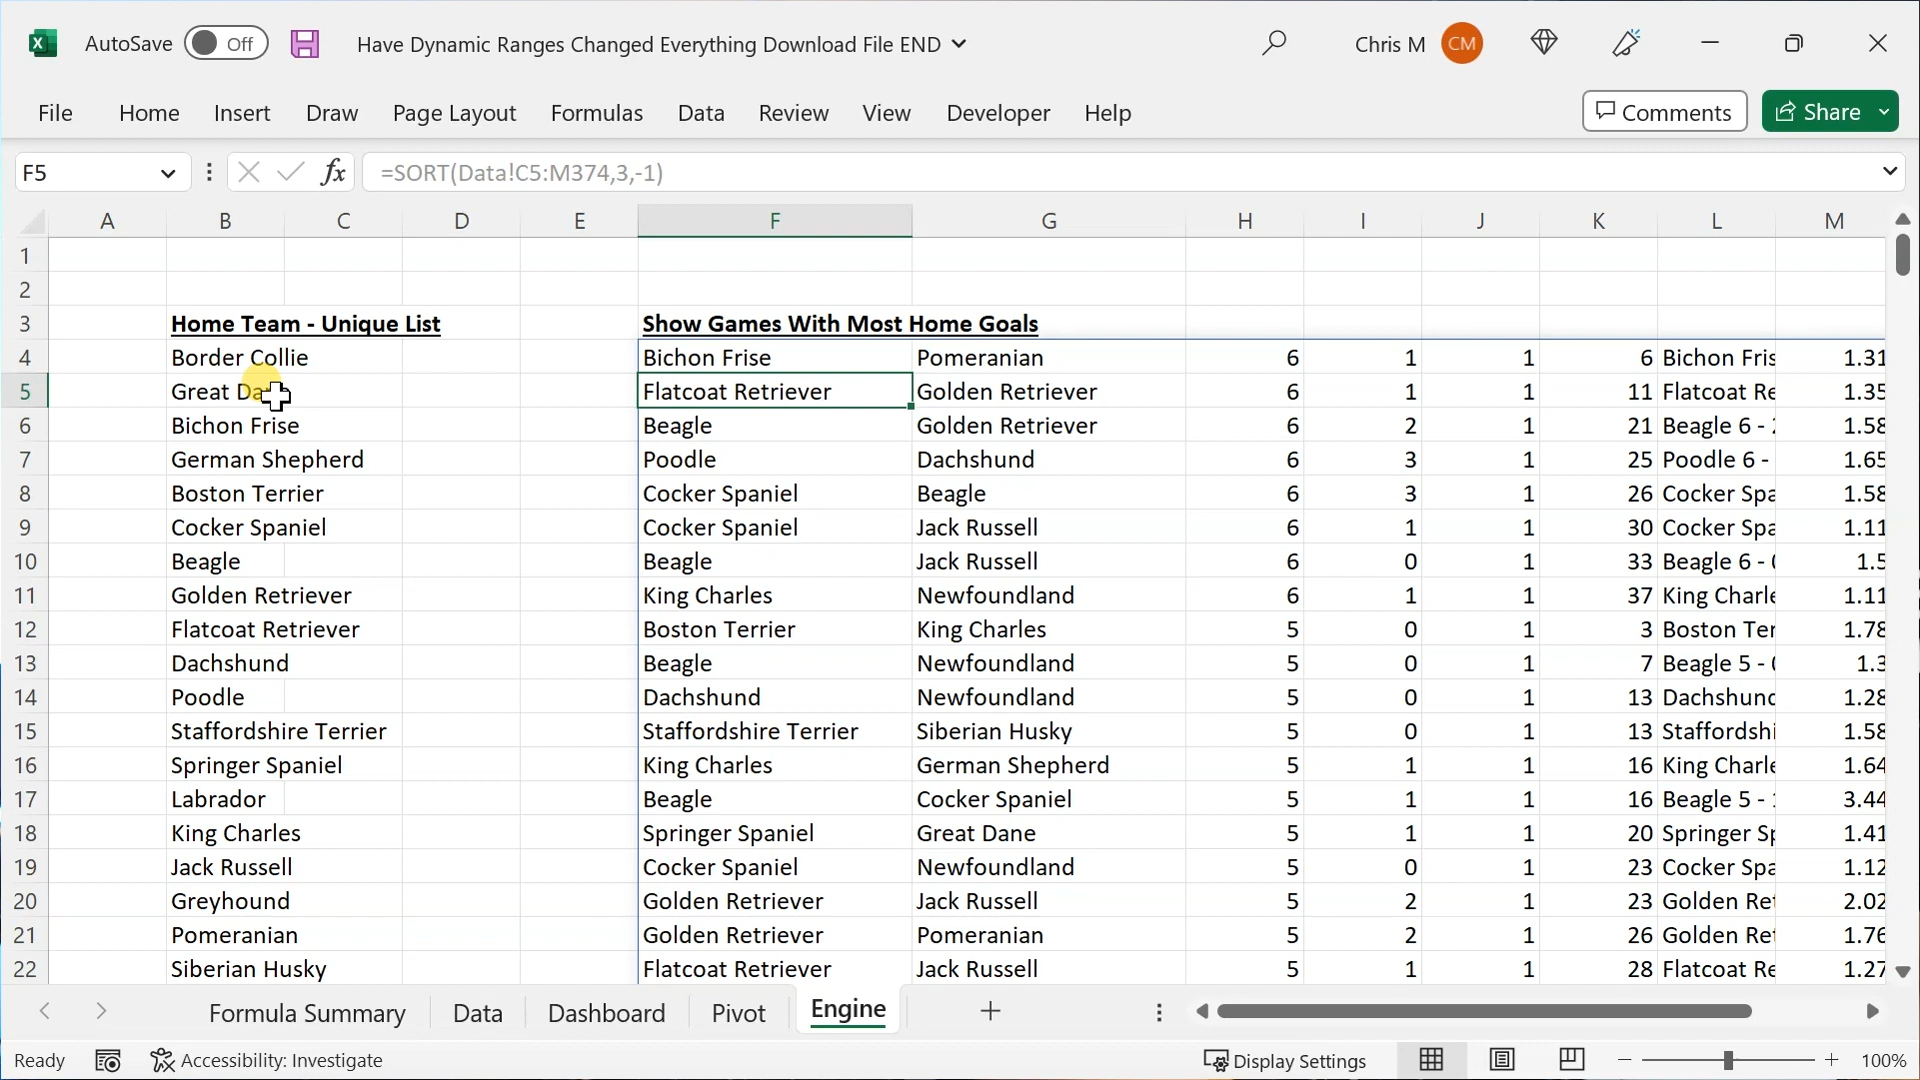 AutoSave Off Have Dynamic Ranges Changed Everything Download File END Chris M CM
File Home Insert Draw Page Layout Formulas Data Review View Developer Help Comments Share
F5 fx =SORT(Data!C5:M374,3,-1)
A B C D E F G H I J K L M
1
2
3 Home Team - Unique List Show Games With Most Home Goals
4 Border Collie Bichon Frise Pomeranian 6 1 1 6 Bichon Fris 1.31
5 Great Da Flatcoat Retriever Golden Retriever 6 1 1 11 Flatcoat Re 1.35
6 Bichon Frise Beagle Golden Retriever 6 2 1 21 Beagle 6 - 1.58
7 German Shepherd Poodle Dachshund 6 3 1 25 Poodle 6 - 1.65
8 Boston Terrier Cocker Spaniel Beagle 6 3 1 26 Cocker Spa 1.58
9 Cocker Spaniel Cocker Spaniel Jack Russell 6 1 1 30 Cocker Spa 1.11
10 Beagle Beagle Jack Russell 6 0 1 33 Beagle 6 - 1.5
11 Golden Retriever King Charles Newfoundland 6 1 1 37 King Charle 1.11
12 Flatcoat Retriever Boston Terrier King Charles 5 0 1 3 Boston Ter 1.78
13 Dachshund Beagle Newfoundland 5 0 1 7 Beagle 5 - 1.3
14 Poodle Dachshund Newfoundland 5 0 1 13 Dachshund 1.28
15 Staffordshire Terrier Staffordshire Terrier Siberian Husky 5 0 1 13 Staffordshi 1.58
16 Springer Spaniel King Charles German Shepherd 5 1 1 16 King Charle 1.64
17 Labrador Beagle Cocker Spaniel 5 1 1 16 Beagle 5 - 3.44
18 King Charles Springer Spaniel Great Dane 5 1 1 20 Springer Sp 1.41
19 Jack Russell Cocker Spaniel Newfoundland 5 0 1 23 Cocker Spa 1.12
20 Greyhound Golden Retriever Jack Russell 5 2 1 23 Golden Ret 2.02
21 Pomeranian Golden Retriever Pomeranian 5 2 1 26 Golden Ret 1.76
22 Siberian Husky Flatcoat Retriever Jack Russell 5 1 1 28 Flatcoat Re 1.27
Formula Summary Data Dashboard Pivot Engine
Ready Accessibility: Investigate Display Settings 100%